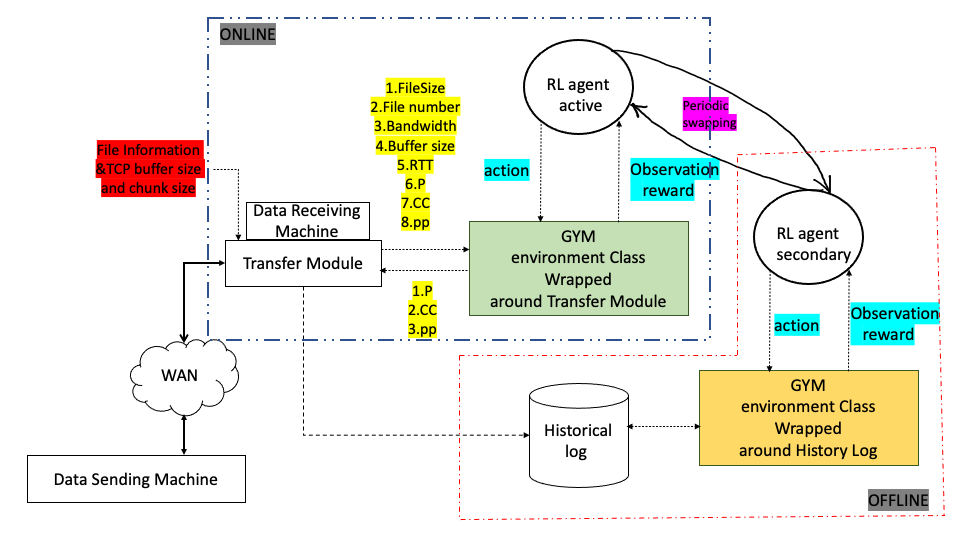 ONLINE
RL agent
active
1.FileSize
2.File number
3.Bandwidth
4.Buffer size
5.RTT
6.P
7.CC
8.pp
Periodic
swapping
File Information
&TCP buffer size
and chunk size
action
Observation
reward
Data Receiving
Machine
Transfer Module
GYM
environment Class
Wrapped
around Transfer Module
RL agent
secondary
1.P
2.CC
3.pp
action
Observation
reward
WAN
GYM
environment Class
Wrapped
around History Log
Historical
log
Data Sending Machine
OFFLINE